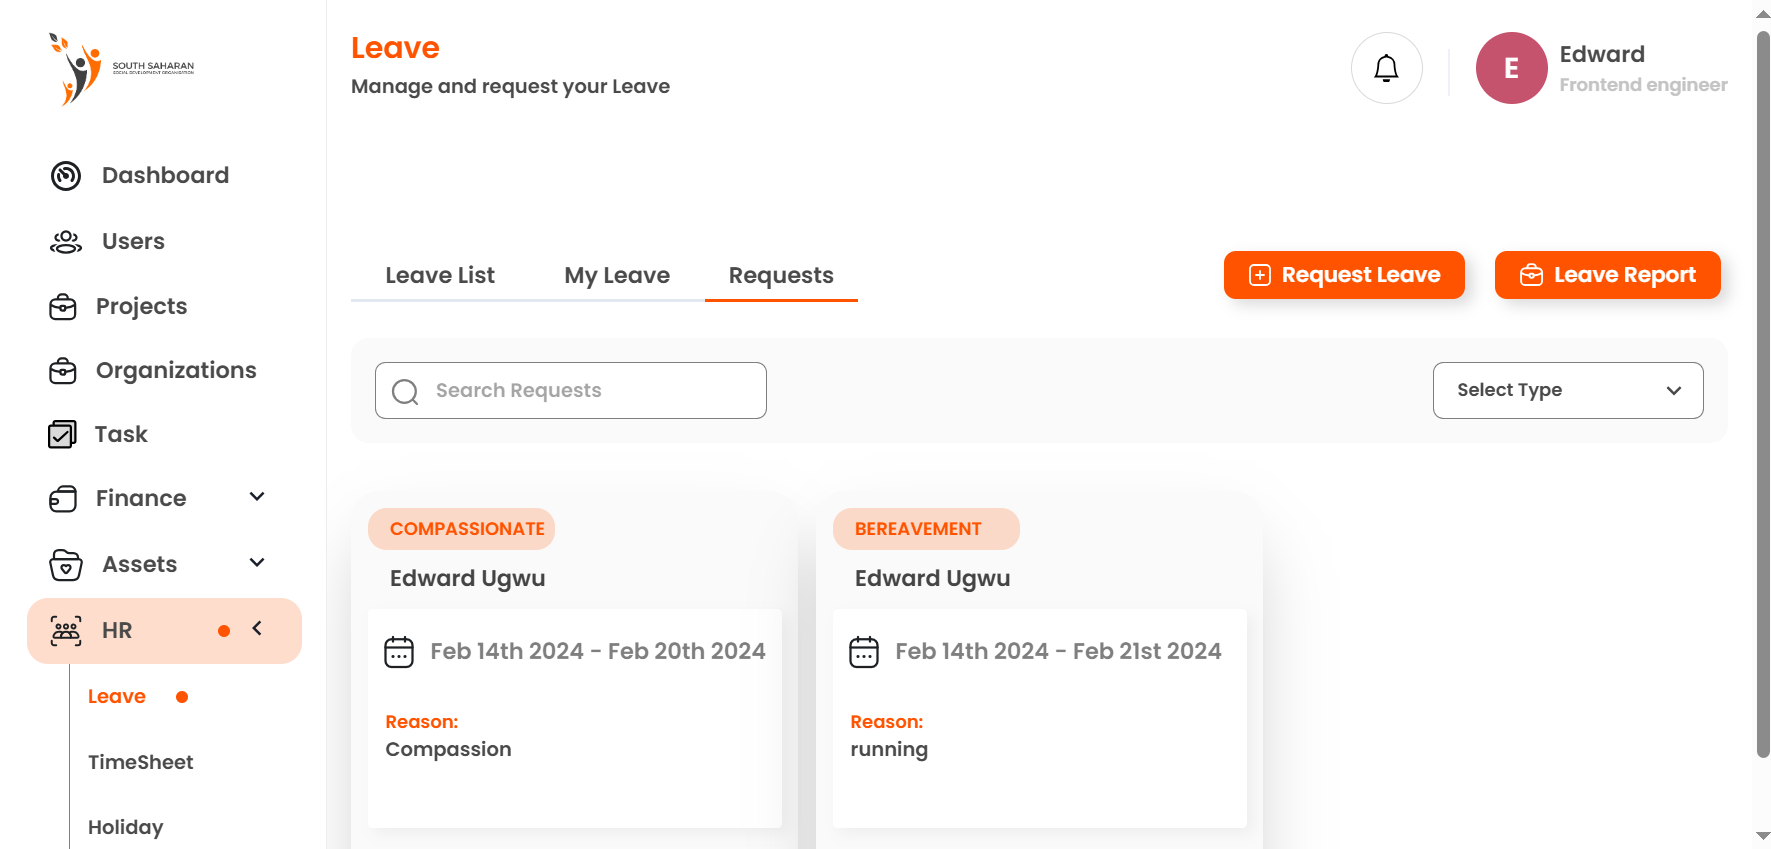 SOUTH SAHARAN
SOCIAL DEVELOPMENT ORGANISATION
Dashboard
Users
Projects
Organizations
Task
Finance
Assets
HR
Leave
TimeSheet
Holiday
Leave
Manage and request your Leave
E
Edward
Frontend engineer
Leave List
My Leave
Requests
Request Leave
Leave Report
Search Requests
Select Type
COMPASSIONATE
Edward Ugwu
Feb 14th 2024 - Feb 20th 2024
Reason:
Compassion
BEREAVEMENT
Edward Ugwu
Feb 14th 2024 - Feb 21st 2024
Reason:
running